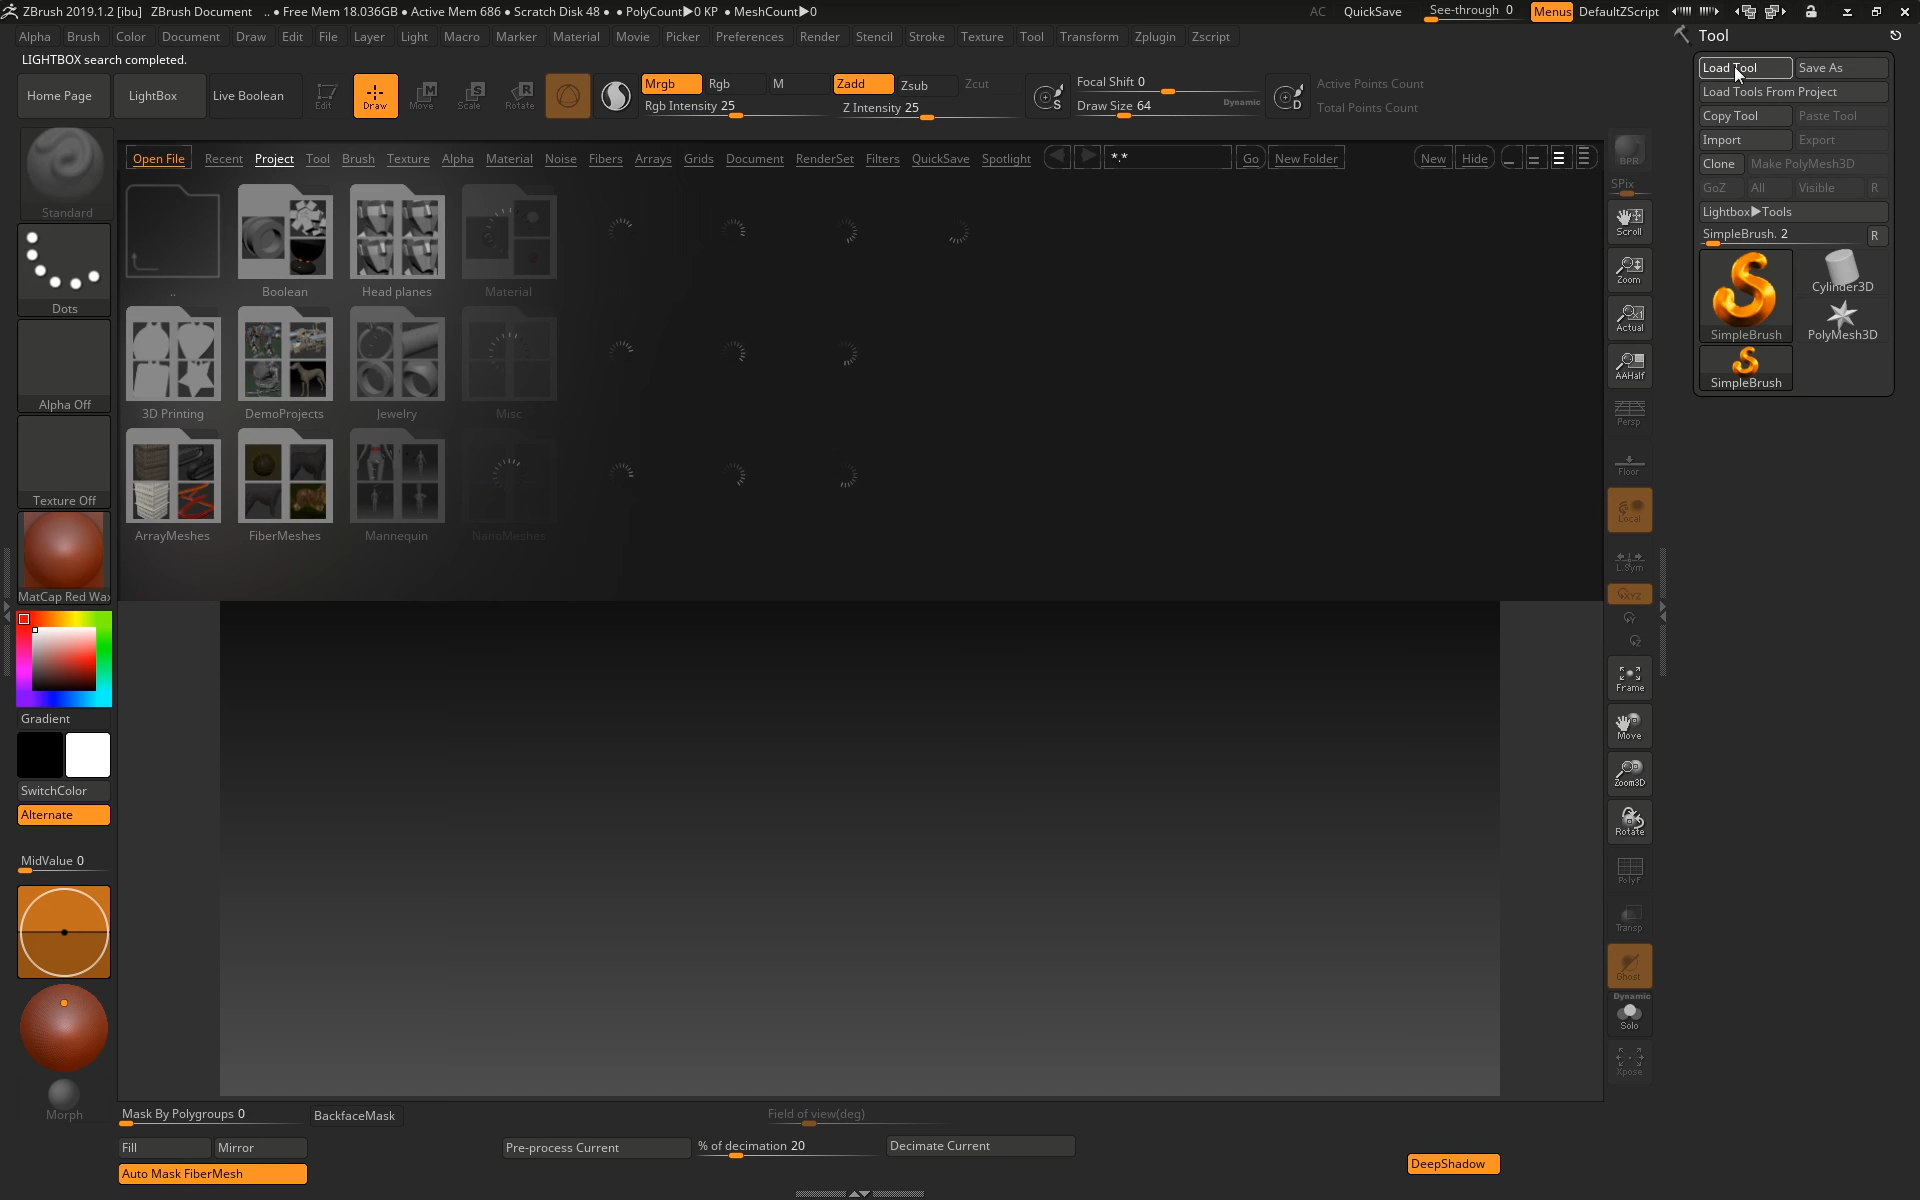 ZBrush 2019.1.2 [ibu] ZBrush Document .. • Free Mem 18.036GB • Active Mem 686 • Scratch Disk 48 • • PolyCount▶0 KP • MeshCount▶0 AC QuickSave See-through 0 Menus DefaultZScript
Alpha Brush Color Document Draw Edit File Layer Light Macro Marker Material Movie Picker Preferences Render Stencil Stroke Texture Tool Transform Zplugin Zscript
Tool
LIGHTBOX search completed.
Load Tool Save As
Load Tools From Project
Copy Tool Paste Tool
Import Export
Clone Make PolyMesh3D
GoZ All Visible R
Lightbox▶Tools
SimpleBrush. 2 R
SimpleBrush Cylinder3D
PolyMesh3D
SimpleBrush
Home Page LightBox Live Boolean Edit Draw Move Scale Rotate
Mrgb Rgb M Zadd Zsub Zcut
Rgb Intensity 25 Z Intensity 25
Focal Shift 0
Draw Size 64 Dynamic
Active Points Count
Total Points Count
Open File Recent Project Tool Brush Texture Alpha Material Noise Fibers Arrays Grids Document RenderSet Filters QuickSave Spotlight *.* Go New Folder New Hide
.. Boolean Head planes Material
3D Printing DemoProjects Jewelry Misc
ArrayMeshes FiberMeshes Mannequin NanoMeshes
Standard
Dots
Alpha Off
Texture Off
MatCap Red Wax
Gradient
SwitchColor
Alternate
MidValue 0
Morph
BPR
SPix
Scroll
Zoom
Actual
AAHalf
Persp
Floor
Local
L.Sym
XYZ
Y
Z
Frame
Move
Zoom3D
Rotate
PolyF
Transp
Ghost
Dynamic
Solo
Xpose
Mask By Polygroups 0 BackfaceMask Field of view(deg)
Fill Mirror Pre-process Current % of decimation 20 Decimate Current
Auto Mask FiberMesh DeepShadow